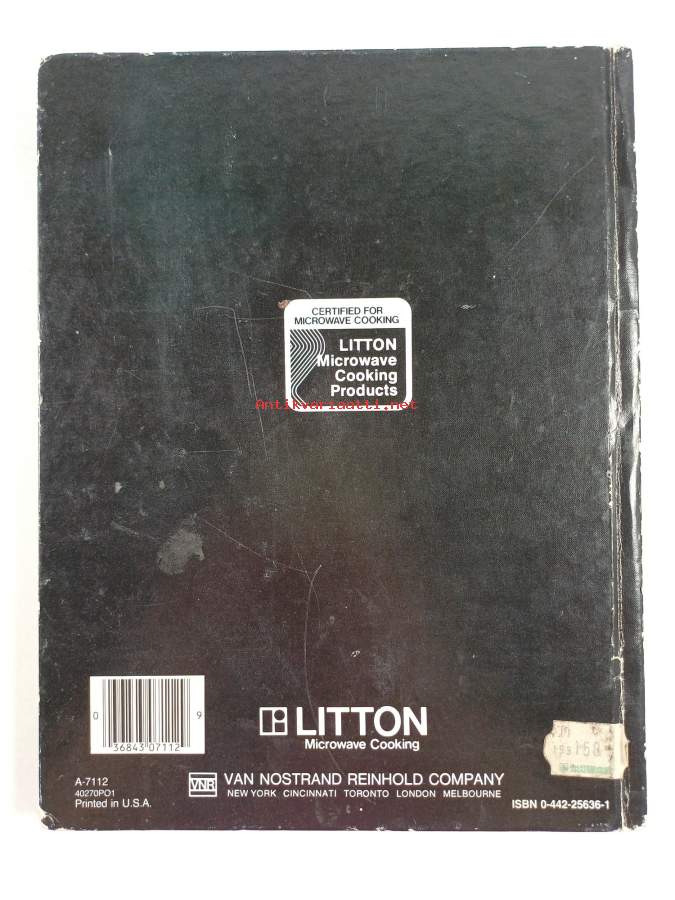 CERTIFIED FOR
MICROWAVE COOKING
LITTON
Microwave
Cooking
Products
Antikvariaatti.net
0
9
36843 07112
LITTON
Microwave Cooking
A-7112
40270PO1
Printed in U.S.A.
VNR
VAN NOSTRAND REINHOLD COMPANY
NEW YORK CINCINNATI TORONTO LONDON MELBOURNE
ISBN 0-442-25636-1